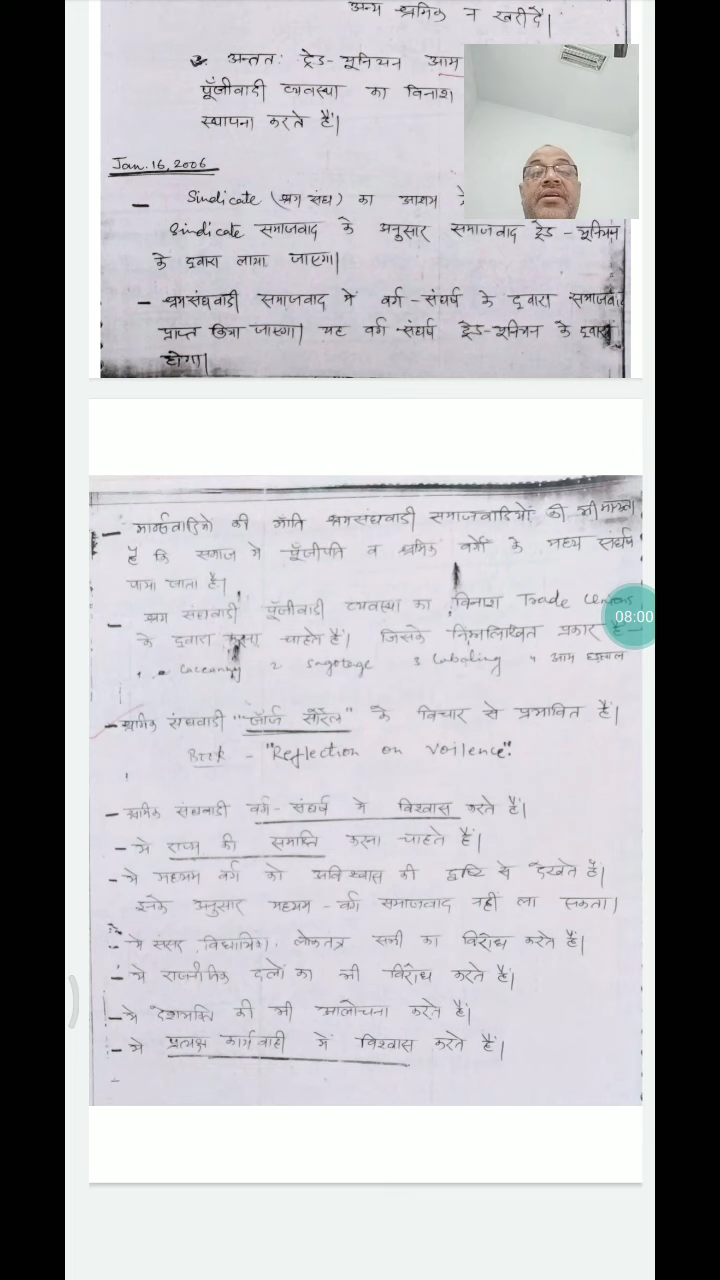 अन्य श्रमिक न खरीदें।
अन्ततः ट्रेड-यूनियन आम
पूँजीवादी व्यवस्था का विनाश
स्थापना करते हैं।
Jan. 16, 2006
– Sindicate (श्रम संघ) का आशय
Sindicate समाजवाद के अनुसार समाजवाद ट्रेड-यूनियन
के द्वारा लाया जाएगा।
– श्रमसंघवादी समाजवाद में वर्ग-संघर्ष के द्वारा समाजवाद
प्राप्त किया जाएगा। यह वर्ग संघर्ष ट्रेड-यूनियन के द्वारा
होगा।
– मार्क्सवादियों की भाँति श्रमसंघवादी समाजवादियों की भी मान्यता
है कि समाज में पूँजीपति व श्रमिक वर्गों के मध्य संघर्ष
पाया जाता है।
– श्रम संघवादी पूँजीवादी व्यवस्था का विनाश Trade Unions
के द्वारा करना चाहते हैं। जिसके निम्नलिखित प्रकार है–
1. 2 Sagotage 3 Labaling 4 आम हड़ताल
08:00
– श्रमिक संघवादी "जॉर्ज सोरेल" के विचार से प्रभावित हैं।
Book – "Reflection on Voilence".
– श्रमिक संघवादी वर्ग-संघर्ष में विश्वास करते हैं।
– ये राज्य की समाप्ति करना चाहते हैं।
– ये मध्यम वर्ग को अविश्वास की दृष्टि से देखते हैं।
इनके अनुसार मध्यम-वर्ग समाजवाद नहीं ला सकता।
– ये संसद, विधायिका, लोकतंत्र सभी का विरोध करते हैं।
– ये राजनीतिक दलों का भी विरोध करते हैं।
– ये देशभक्ति की भी आलोचना करते हैं।
– ये प्रत्यक्ष कार्यवाही में विश्वास करते हैं।